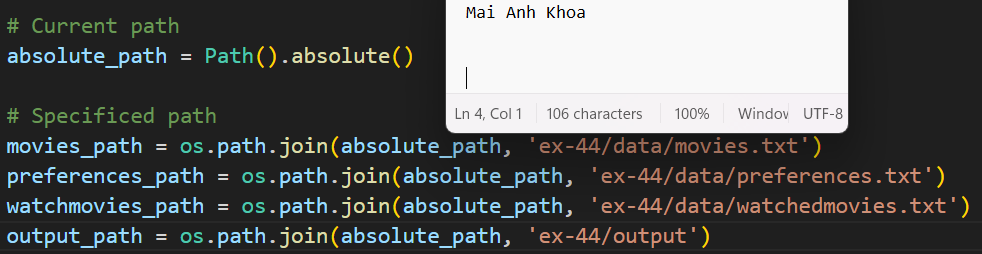 # Current path
absolute_path = Path().absolute()
# Specificed path
movies_path = os.path.join(absolute_path, 'ex-44/data/movies.txt')
preferences_path = os.path.join(absolute_path, 'ex-44/data/preferences.txt')
watchmovies_path = os.path.join(absolute_path, 'ex-44/data/watchedmovies.txt')
output_path = os.path.join(absolute_path, 'ex-44/output')
Mai Anh Khoa
Ln 4, Col 1 106 characters 100% Window UTF-8